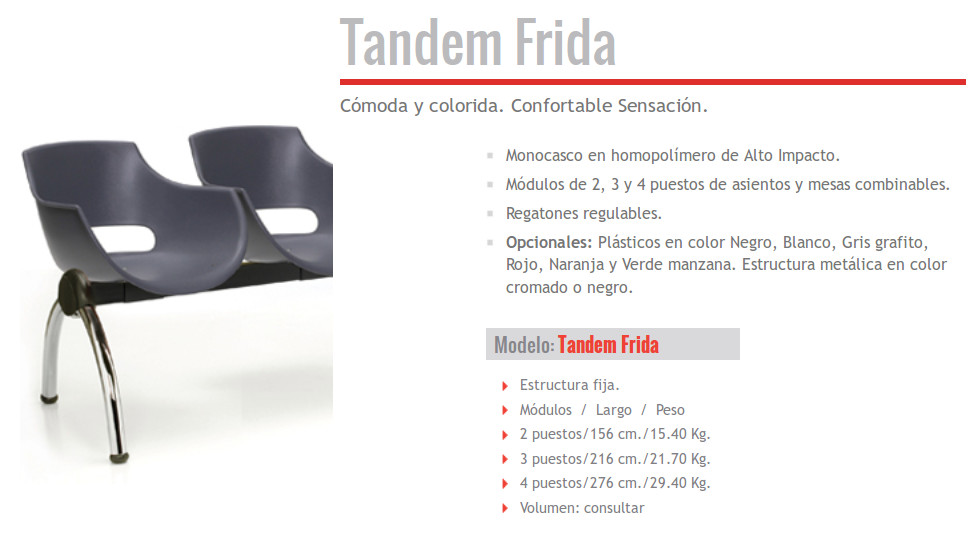 Tandem Frida
Cómoda y colorida. Confortable Sensación.
Monocasco en homopolímero de Alto Impacto.
Módulos de 2, 3 y 4 puestos de asientos y mesas combinables.
Regatones regulables.
Opcionales: Plásticos en color Negro, Blanco, Gris grafito,
Rojo, Naranja y Verde manzana. Estructura metálica en color
cromado o negro.
Modelo: Tandem Frida
Estructura fija.
Módulos / Largo / Peso
2 puestos/156 cm./15.40 Kg.
3 puestos/216 cm./21.70 Kg.
4 puestos/276 cm./29.40 Kg.
Volumen: consultar